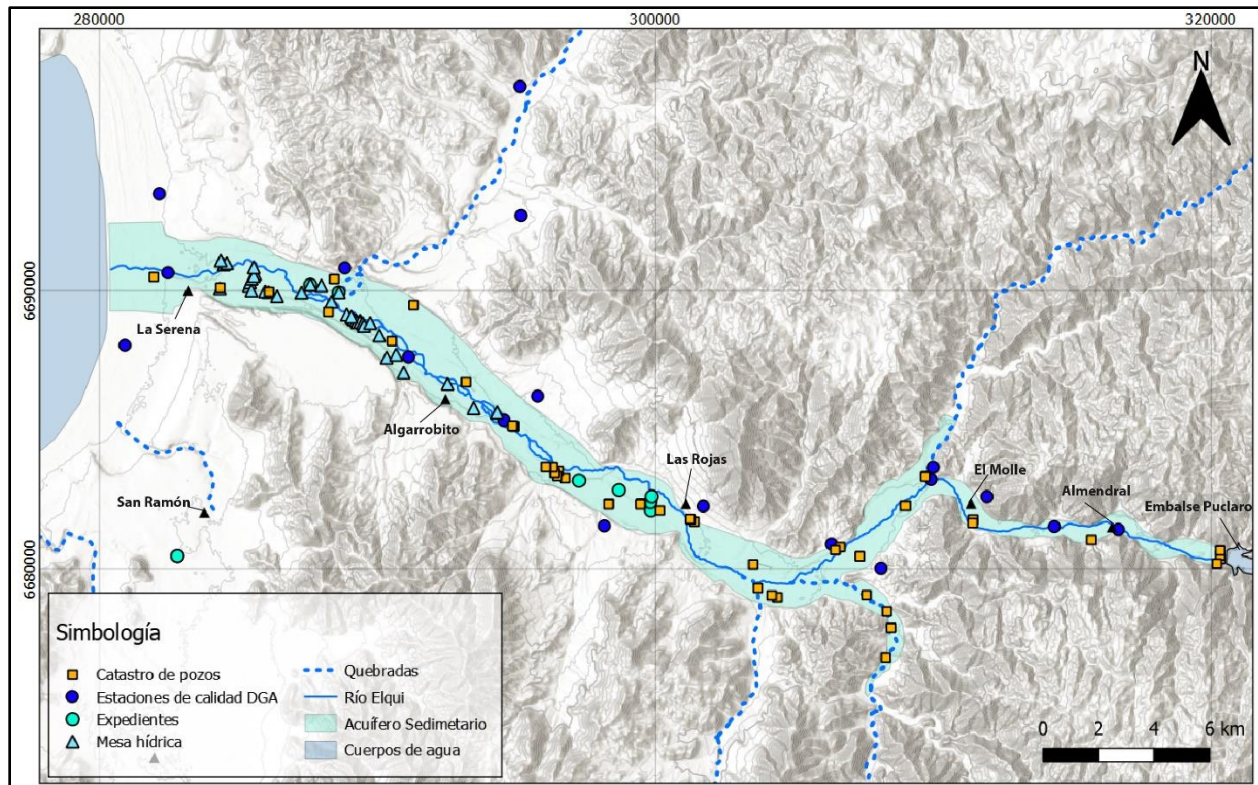 280000
300000
320000
N
6690000
La Serena
Algarrobito
Las Rojas
El Molle
Almendral
Embalse Puclaro
San Ramón
6680000
Simbología
Catastro de pozos
Estaciones de calidad DGA
Expedientes
Mesa hídrica
Quebradas
Río Elqui
Acuífero Sedimetario
Cuerpos de agua
0 2 4 6 km